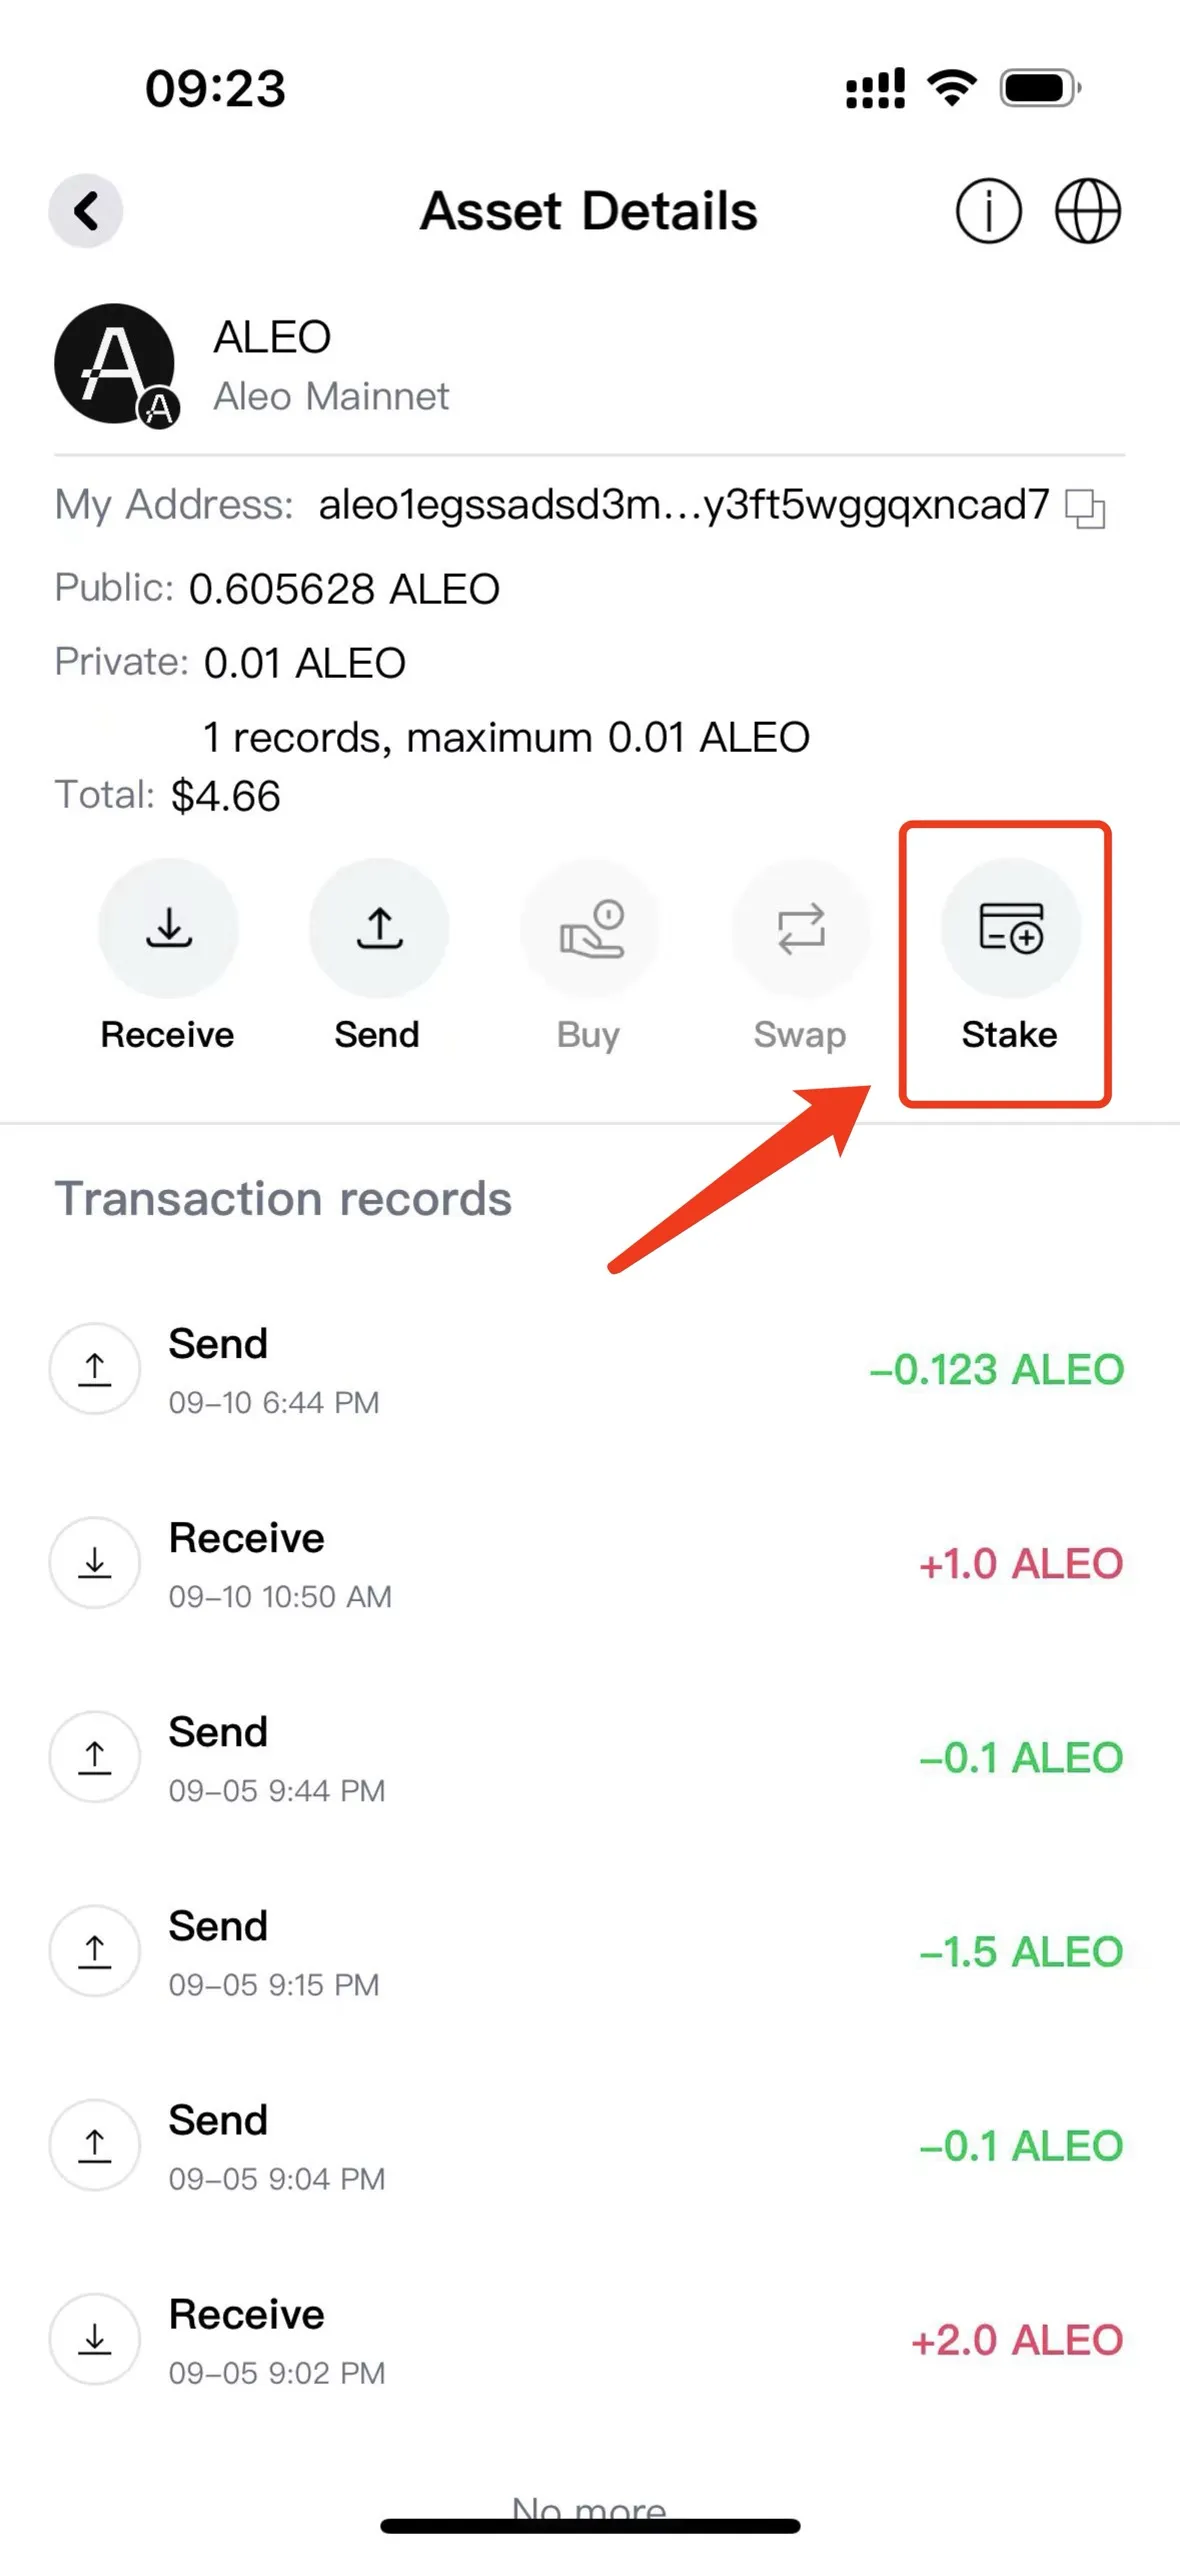 09:23
Asset Details
ALEO
Aleo Mainnet
My Address: aleo1egssadsd3m...y3ft5wggqxncad7
Public: 0.605628 ALEO
Private: 0.01 ALEO
1 records, maximum 0.01 ALEO
Total: $4.66
Receive Send Buy Swap Stake
Transaction records
Send
–0.123 ALEO
09–10 6:44 PM
Receive
+1.0 ALEO
09–10 10:50 AM
Send
–0.1 ALEO
09–05 9:44 PM
Send
–1.5 ALEO
09–05 9:15 PM
Send
–0.1 ALEO
09–05 9:04 PM
Receive
+2.0 ALEO
09–05 9:02 PM
No more